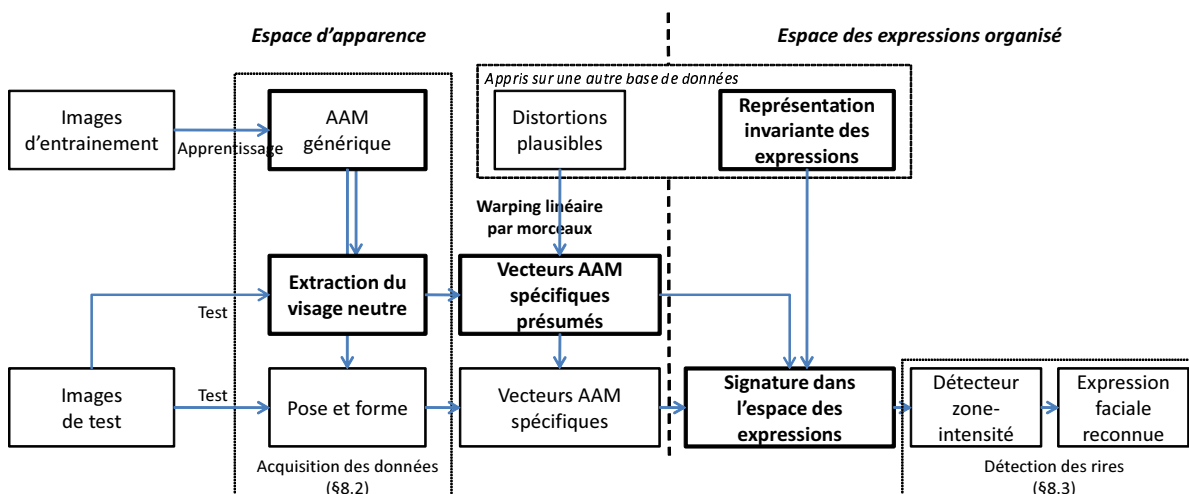 Espace d’apparence
Espace des expressions organisé
Appris sur une autre base de données
Images
d’entrainement
Apprentissage
AAM
générique
Distortions
plausibles
Représentation
invariante des
expressions
Warping linéaire
par morceaux
Extraction du
visage neutre
Vecteurs AAM
spécifiques
présumés
Test
Images
de test
Test
Pose et forme
Vecteurs AAM
spécifiques
Signature dans
l’espace des
expressions
Détecteur
zone-
intensité
Expression
faciale
reconnue
Acquisition des données
(§8.2)
Détection des rires
(§8.3)